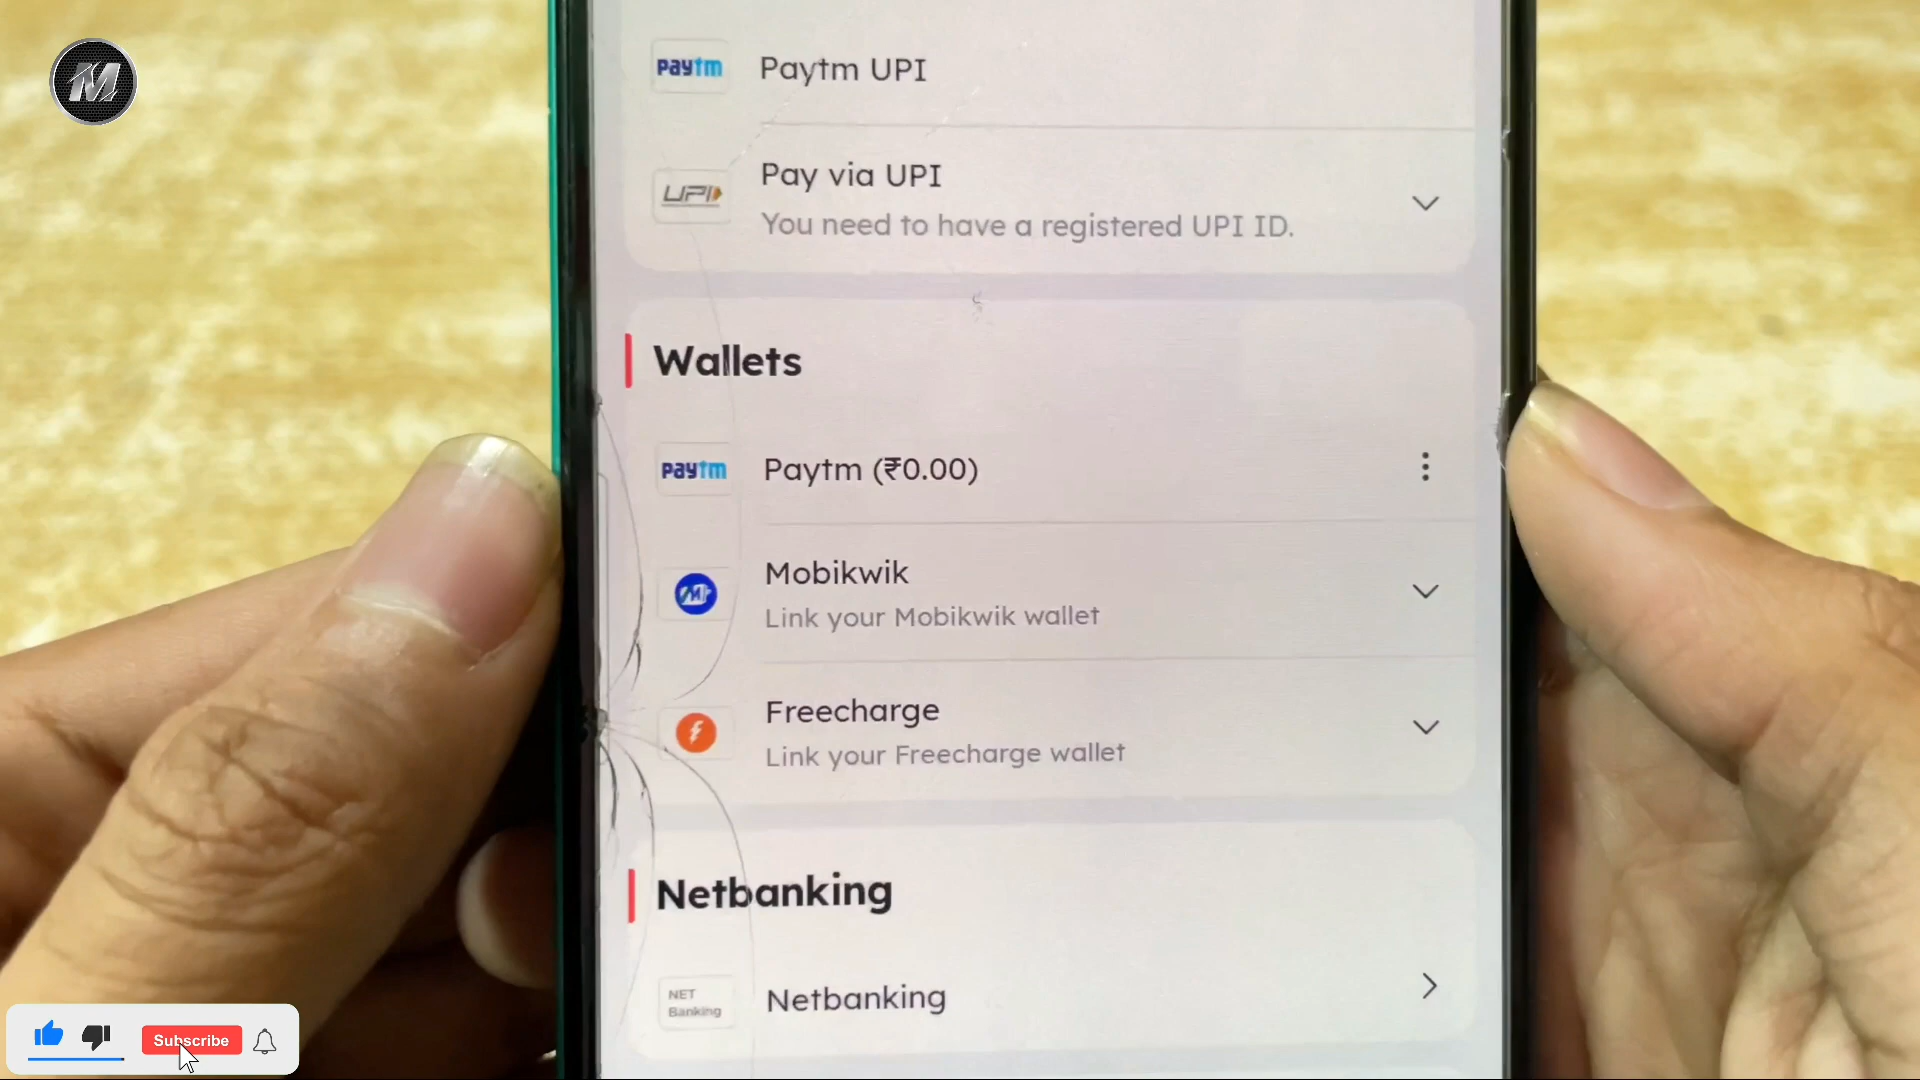 M
paytm
Paytm UPI
UPI
Pay via UPI
You need to have a registered UPI ID.
Wallets
paytm
Paytm (₹0.00)
Mobikwik
Link your Mobikwik wallet
Freecharge
Link your Freecharge wallet
Netbanking
NET
Banking
Netbanking
Subscribe